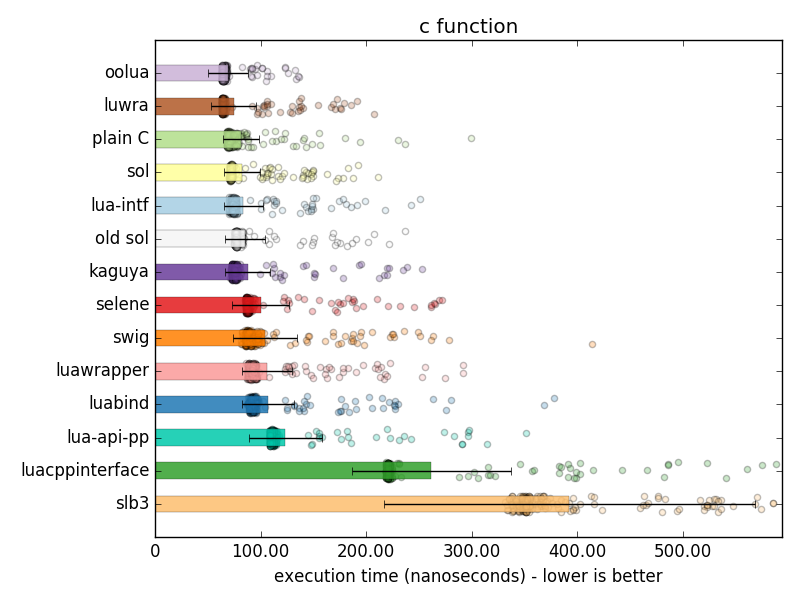 c function
oolua
luwra
plain C
sol
lua-intf
old sol
kaguya
selene
swig
luawrapper
luabind
lua-api-pp
luacppinterface
slb3
0 100.00 200.00 300.00 400.00 500.00
execution time (nanoseconds) - lower is better